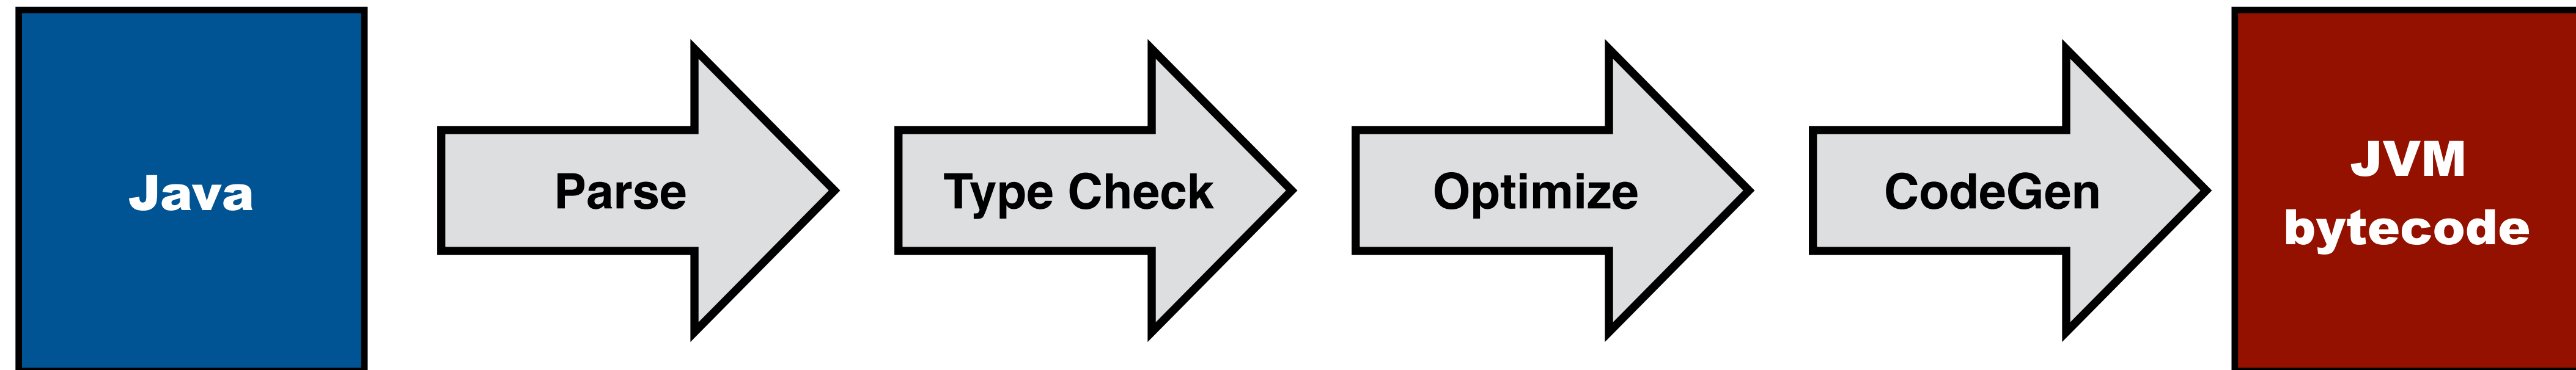 Java
Parse
Type Check
Optimize
CodeGen
JVM
bytecode